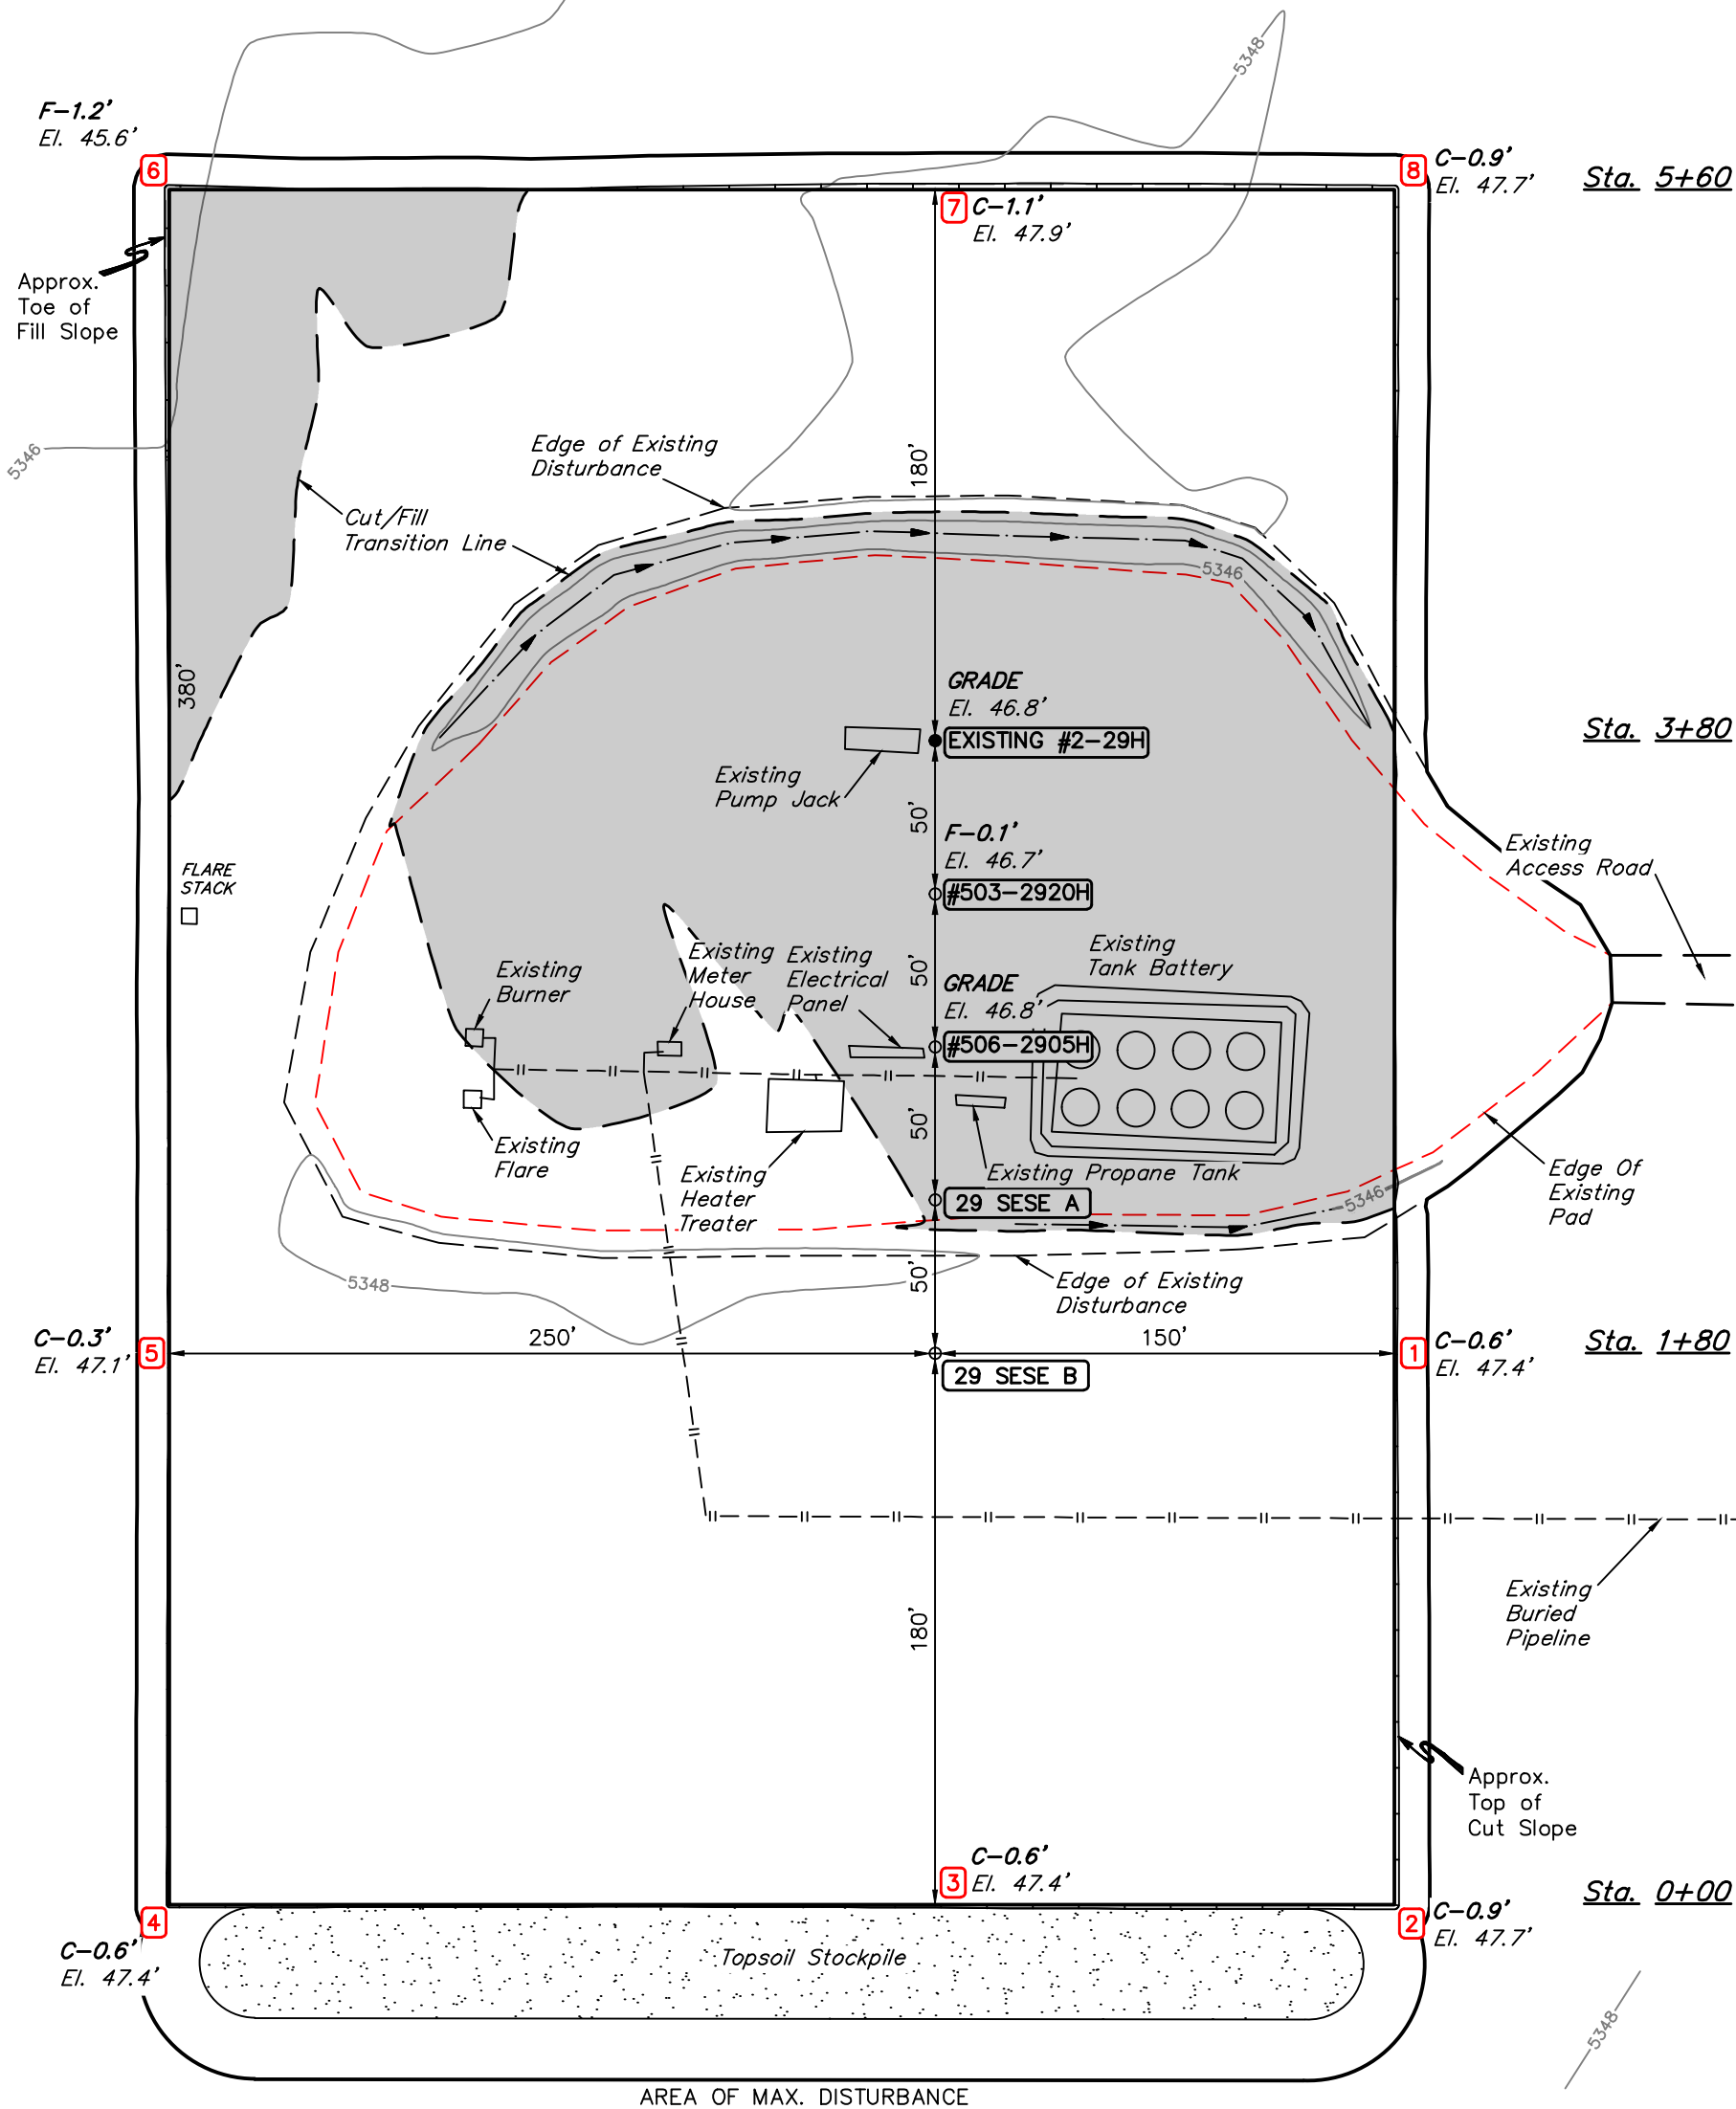 5348
F-1.2'
El. 45.6'
6
8
C-0.9'
El. 47.7'
Sta. 5+60
7
C-1.1'
El. 47.9'
Approx.
Toe of
Fill Slope
5346
180'
Edge of Existing
Disturbance
Cut/Fill
Transition Line
5346
380'
GRADE
El. 46.8'
EXISTING #2-29H
Sta. 3+80
Existing
Pump Jack
50'
F-0.1'
El. 46.7'
#503-2920H
Existing
Access Road
FLARE
STACK
Existing
Burner
Existing
Meter
House
Existing
Electrical
Panel
50'
Existing
Tank Battery
GRADE
El. 46.8'
#506-2905H
50'
Existing
Flare
Existing
Heater
Treater
Existing Propane Tank
29 SESE A
5346
Edge Of
Existing
Pad
5348
50'
Edge of Existing
Disturbance
C-0.3'
El. 47.1'
5
250'
150'
1
C-0.6'
El. 47.4'
Sta. 1+80
29 SESE B
180'
Existing
Buried
Pipeline
Approx.
Top of
Cut Slope
3
C-0.6'
El. 47.4'
Sta. 0+00
4
C-0.6'
El. 47.4'
2
C-0.9'
El. 47.7'
Topsoil Stockpile
5348
AREA OF MAX. DISTURBANCE